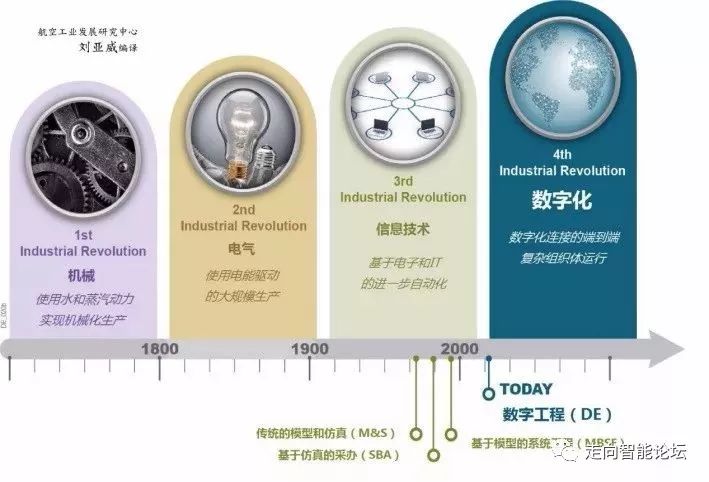 航空工业发展研究中心
刘亚威编译
1st
Industrial Revolution
机械
使用水和蒸汽动力
实现机械化生产
2nd
Industrial Revolution
电气
使用电能驱动
的大规模生产
3rd
Industrial Revolution
信息技术
基于电子和IT
的进一步自动化
4th
Industrial Revolution
数字化
数字化连接的端到端
复杂组织体运行
1800
1900
2000
TODAY
数字工程（DE）
传统的模型和仿真（M&S）
基于仿真的采办（SBA）
基于模型的系统工程（MBSE）
走向智能论坛